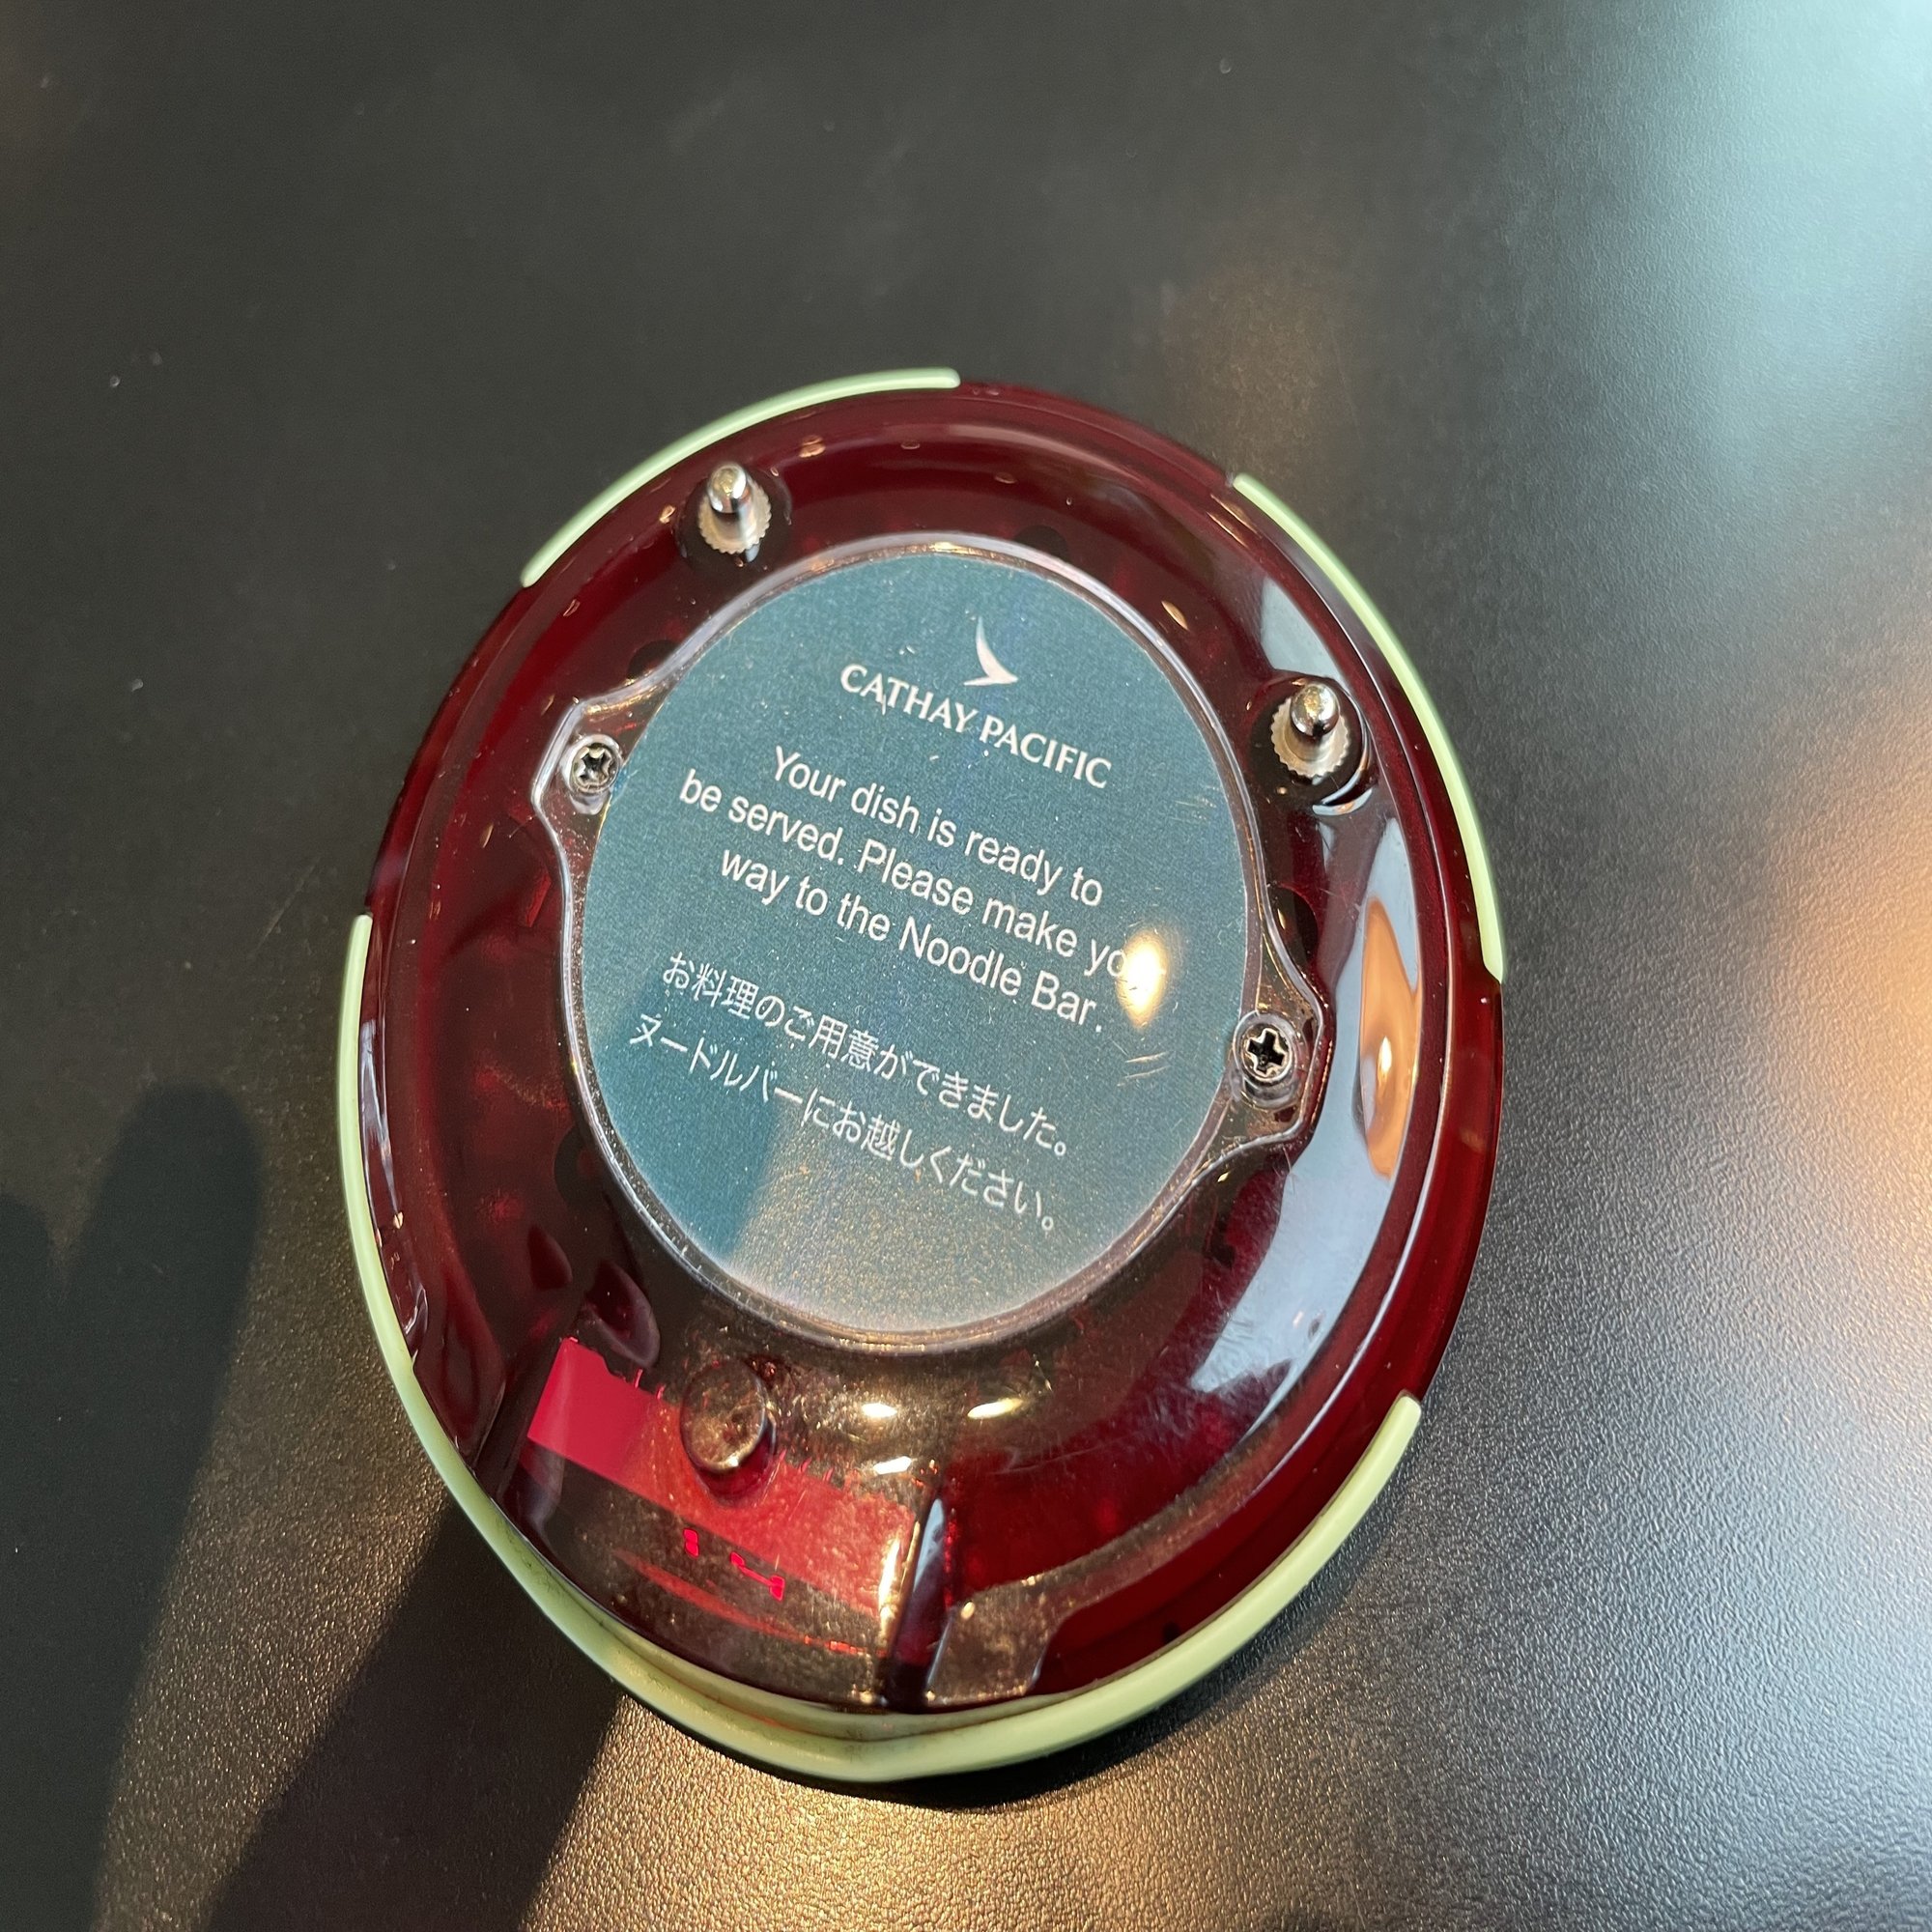 CATHAY PACIFIC
Your dish is ready to
be served. Please make
way to the Noodle Bar.
お料理のご用意ができました。
ヌードルバーにお越しください。